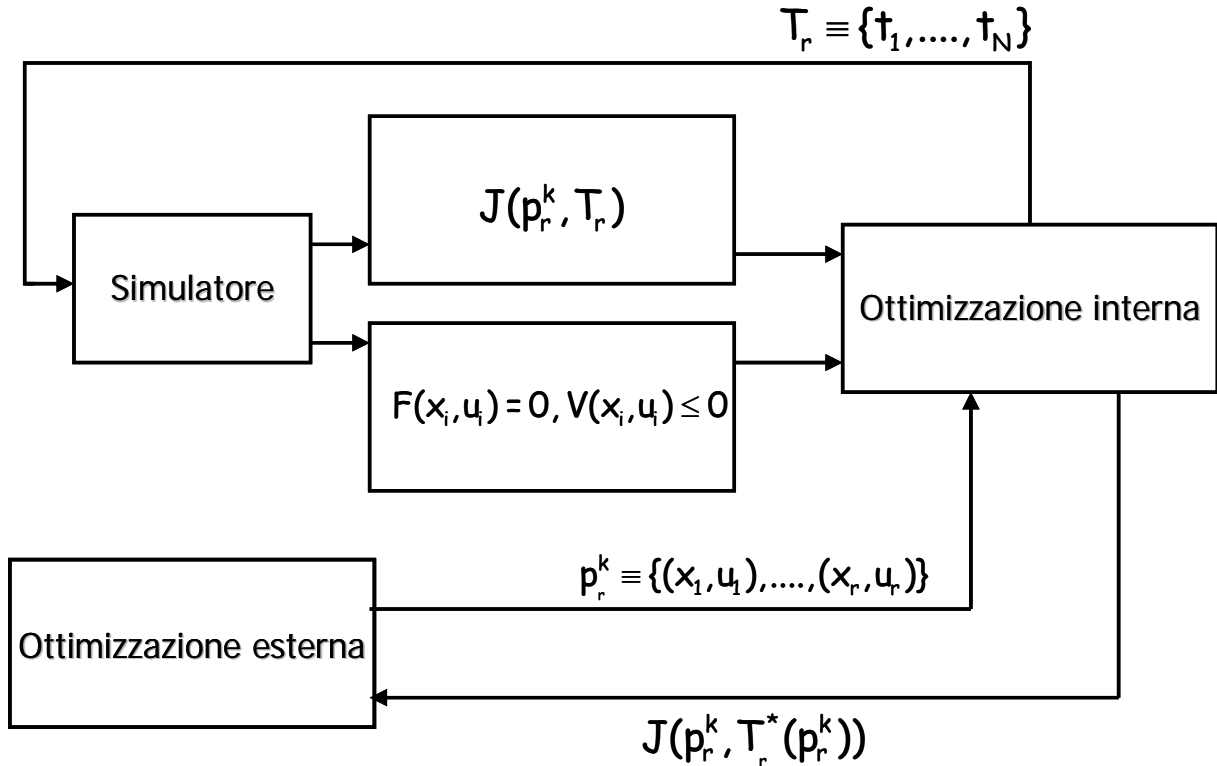 T_r ≡ {t_1,....,t_N}
J(p_r^k, T_r)
Simulatore
Ottimizzazione interna
F(x_i,u_i) = 0, V(x_i,u_i) ≤ 0
p_r^k ≡ {(x_1,u_1),....,(x_r,u_r)}
Ottimizzazione esterna
J(p_r^k, T_r^*(p_r^k))